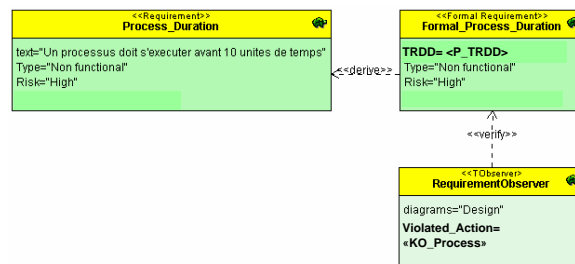 <<Requirement>>
Process_Duration
text="Un processus doit s'executer avant 10 unites de temps"
Type="Non functional"
Risk="High"
<<derive>>
<<Formal Requirement>>
Formal_Process_Duration
TRDD= <P_TRDD>
Type="Non functional"
Risk="High"
<<verify>>
<<TObserver>>
RequirementObserver
diagrams="Design"
Violated_Action=
«KO_Process»